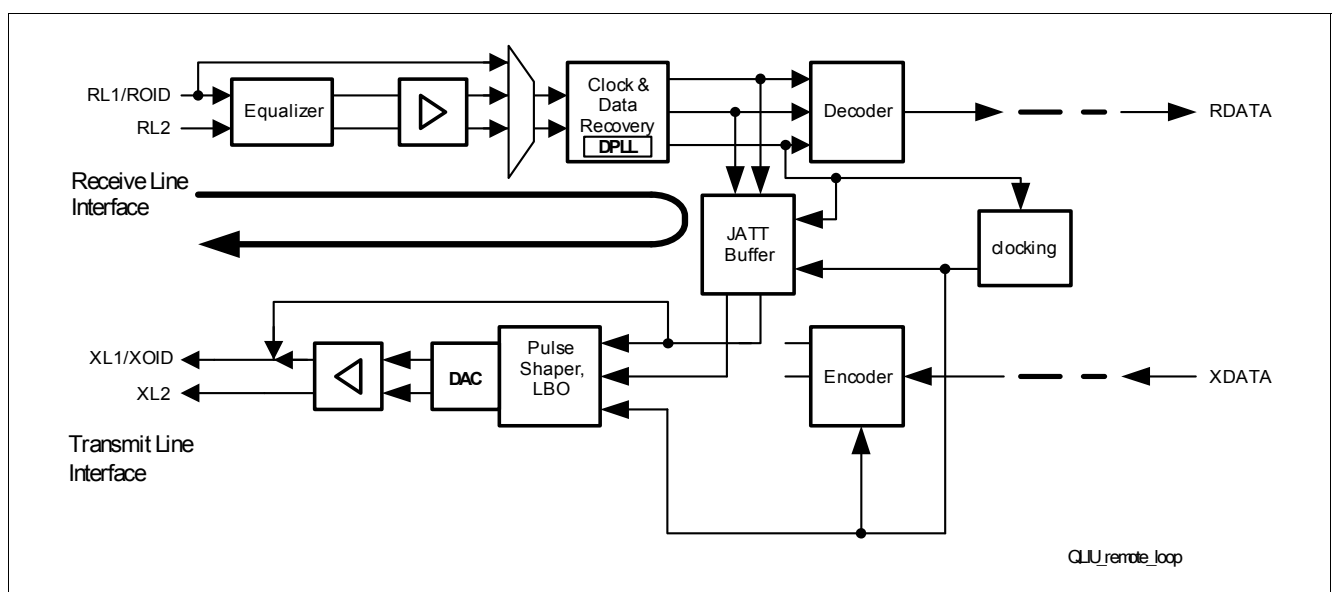 RL1/ROID
RL2
Equalizer
Clock &
Data
Recovery
DPLL
Decoder
RDATA
Receive Line
Interface
JATT
Buffer
clocking
XL1/XOID
XL2
DAC
Pulse
Shaper,
LBO
Encoder
XDATA
Transmit Line
Interface
QLIU_remote_loop